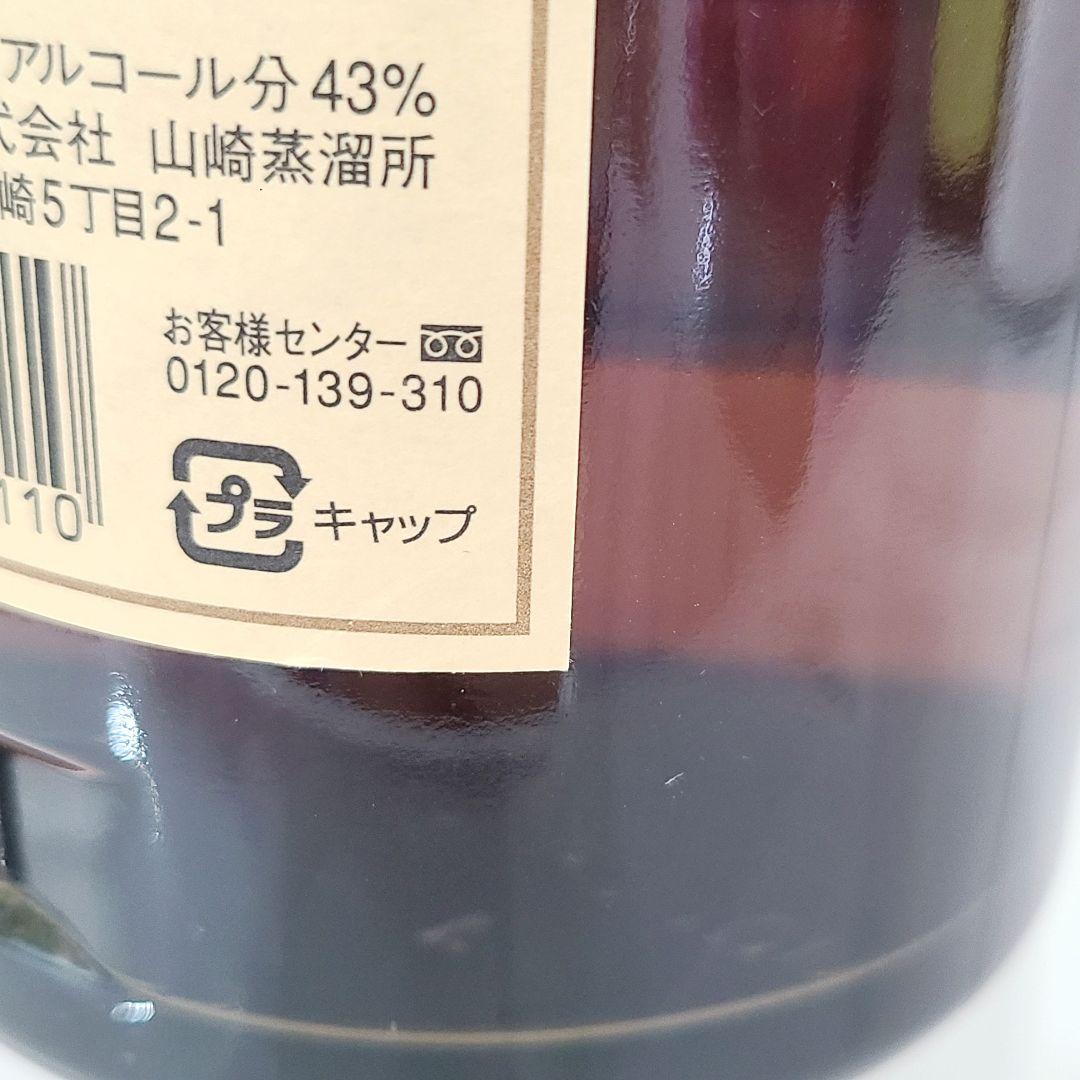 アルコール分43%
式会社 山崎蒸溜所
崎5丁目2-1
お客様センター
0120-139-310
110
プラ キャップ